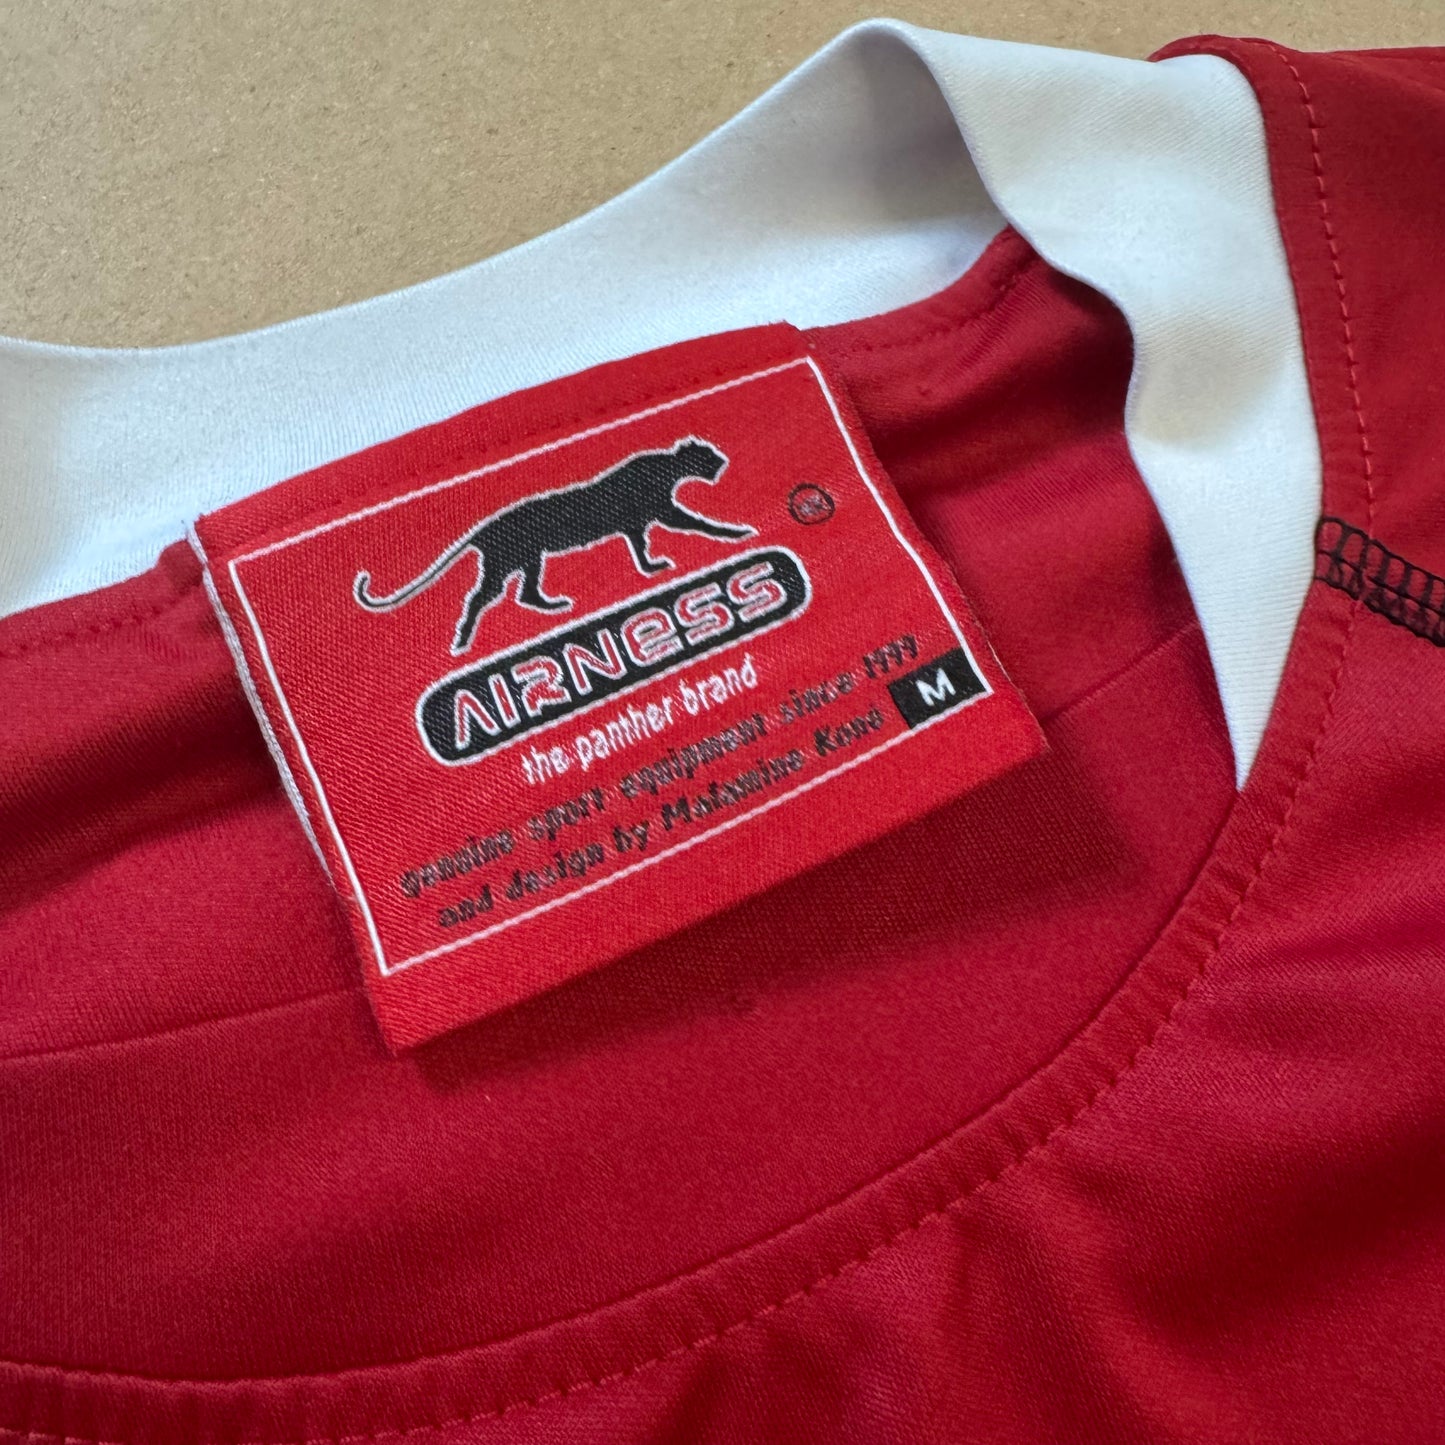 AIRNESS
the panther brand
genuine sport equipment since 1999
and design by Malamine Koné
M